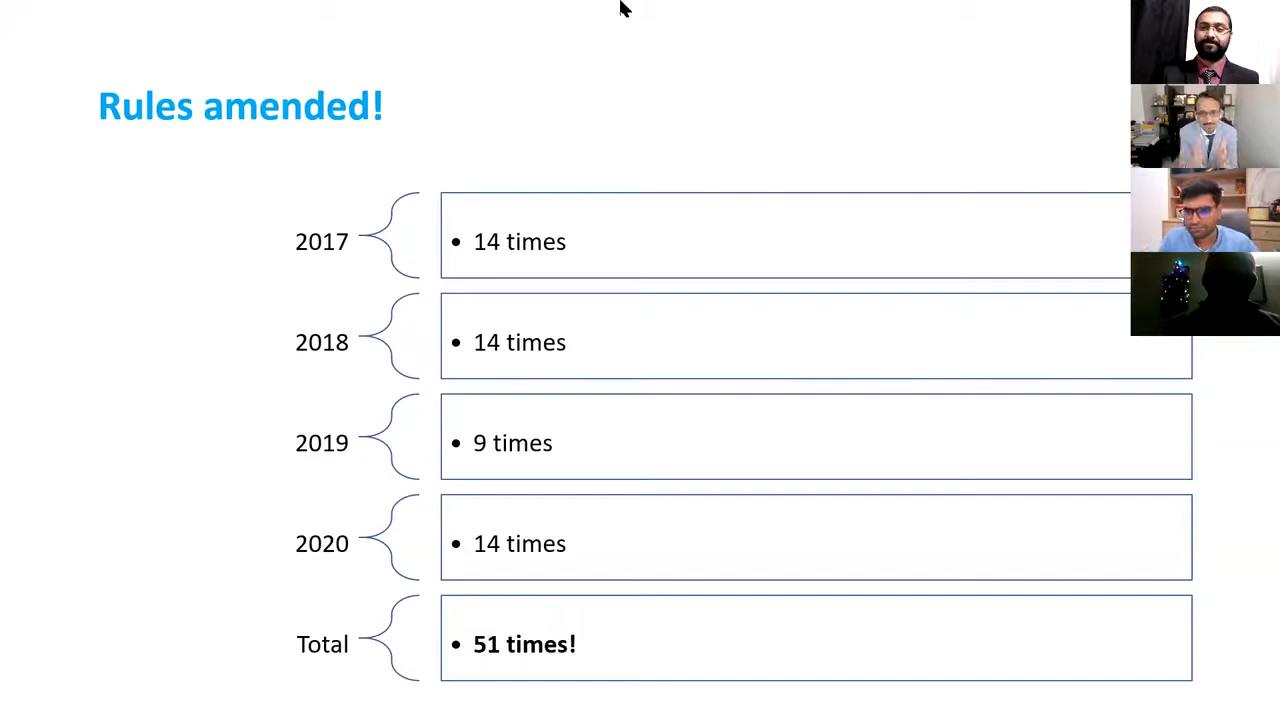 Rules amended!
2017
• 14 times
2018
• 14 times
2019
• 9 times
2020
• 14 times
Total
• 51 times!